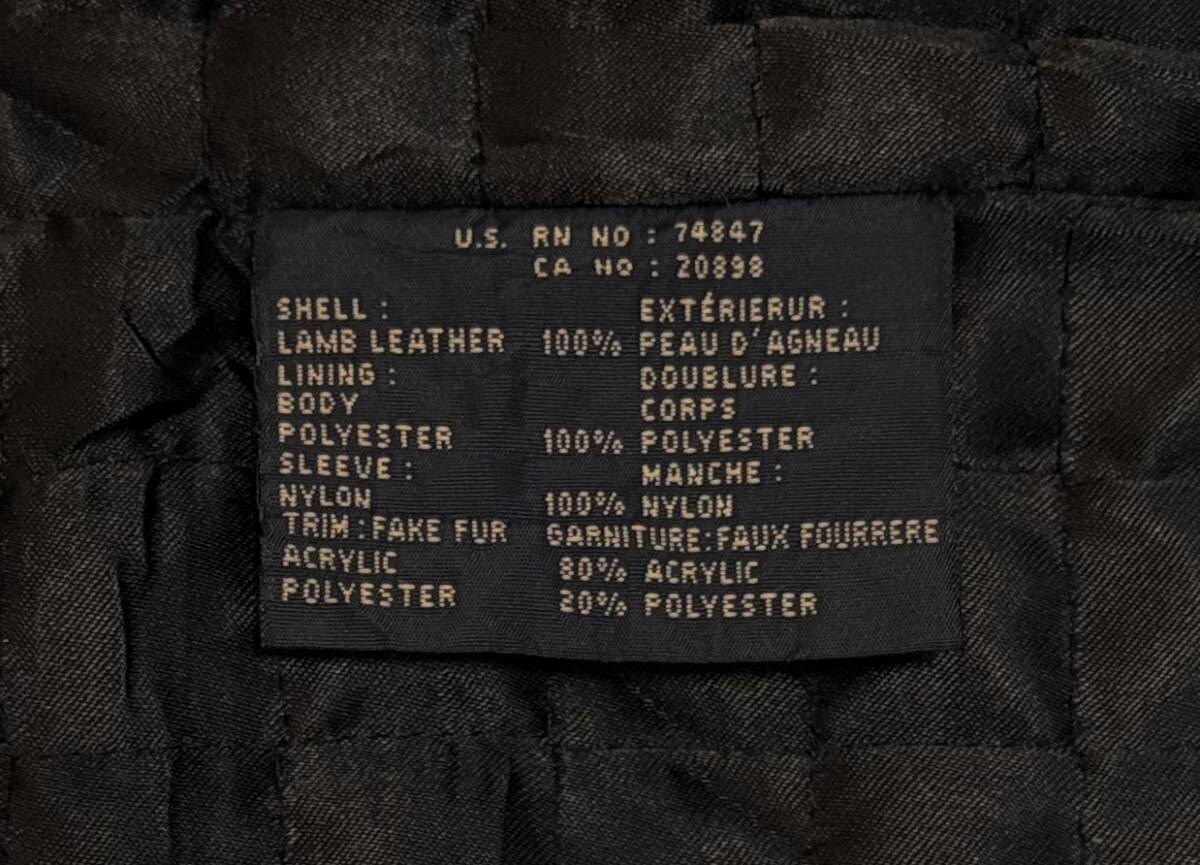 U.S. RN NO : 74847
CA NO : 20898
SHELL : EXTÉRIERUR :
LAMB LEATHER 100% PEAU D'AGNEAU
LINING : DOUBLURE :
BODY CORPS
POLYESTER 100% POLYESTER
SLEEVE : MANCHE :
NYLON 100% NYLON
TRIM : FAKE FUR GARNITURE: FAUX FOURRERE
ACRYLIC 80% ACRYLIC
POLYESTER 20% POLYESTER